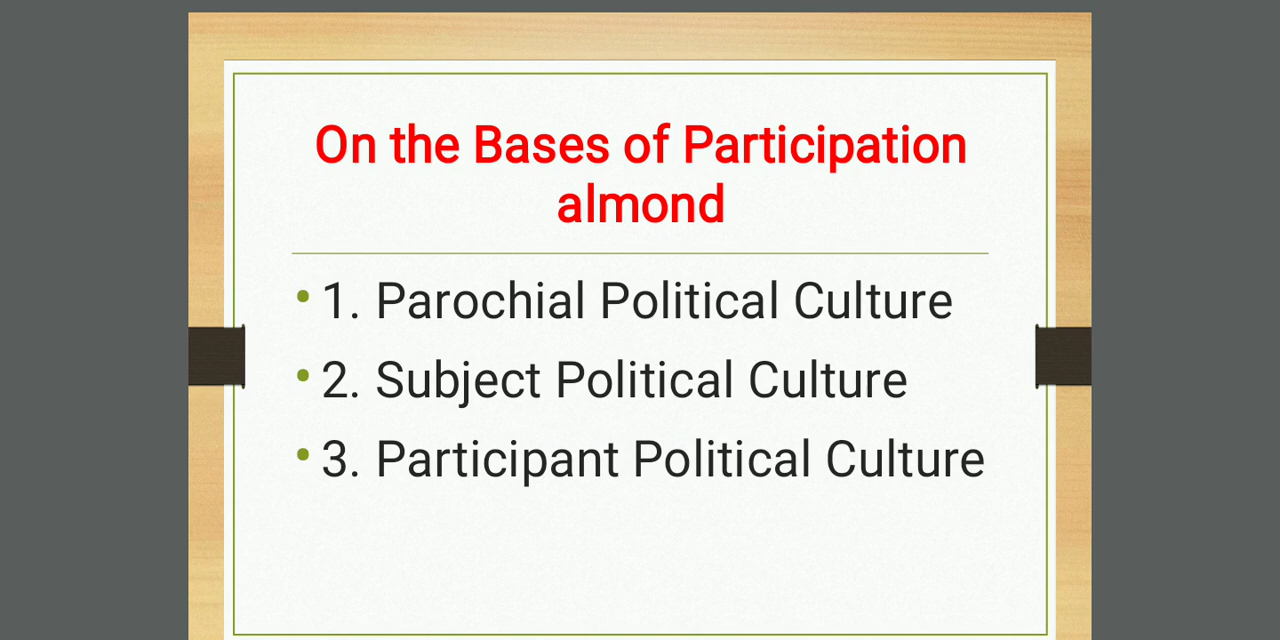 On the Bases of Participation
almond
• 1. Parochial Political Culture
• 2. Subject Political Culture
• 3. Participant Political Culture